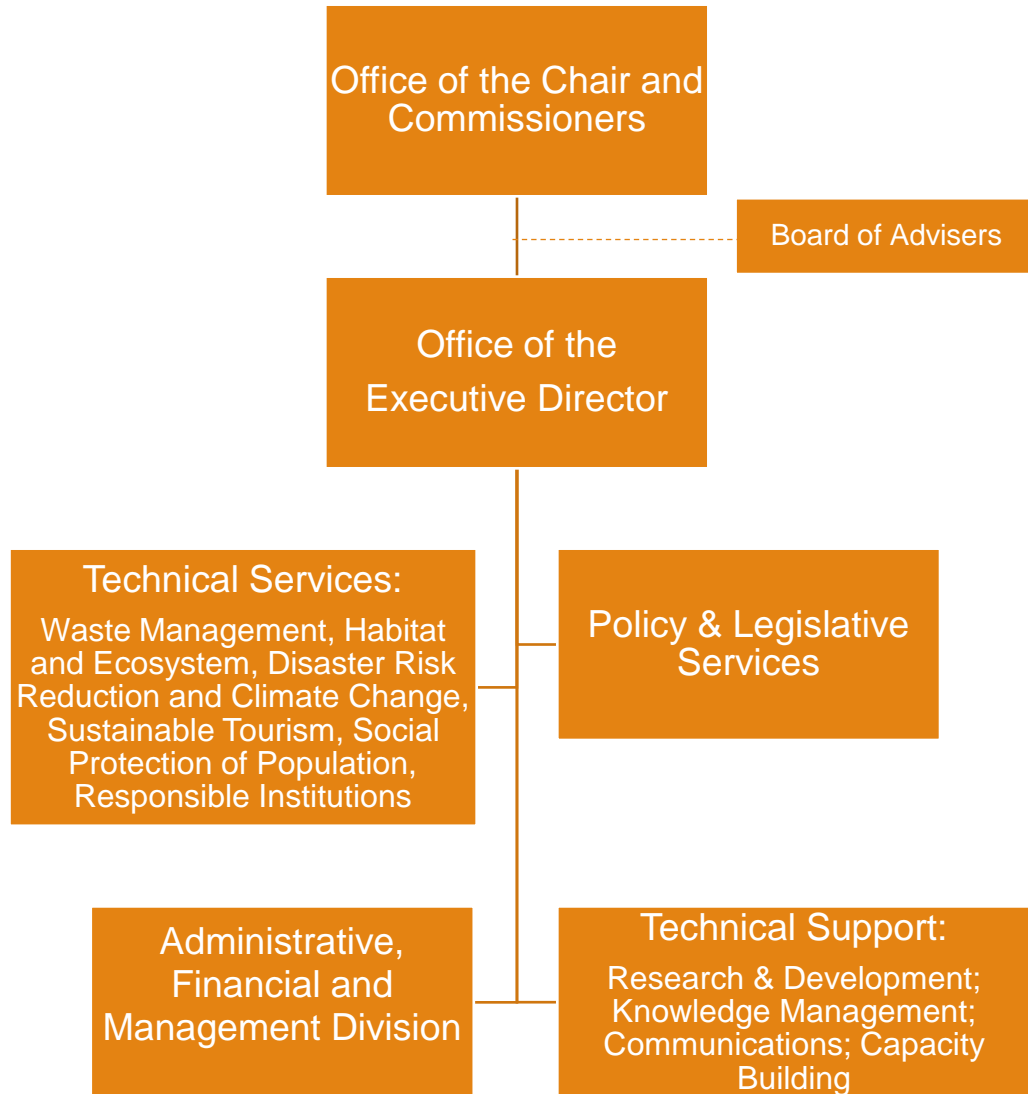 Office of the Chair and
Commissioners
Board of Advisers
Office of the
Executive Director
Technical Services:
Waste Management, Habitat
and Ecosystem, Disaster Risk
Reduction and Climate Change,
Sustainable Tourism, Social
Protection of Population,
Responsible Institutions
Policy & Legislative
Services
Administrative,
Financial and
Management Division
Technical Support:
Research & Development;
Knowledge Management;
Communications; Capacity
Building